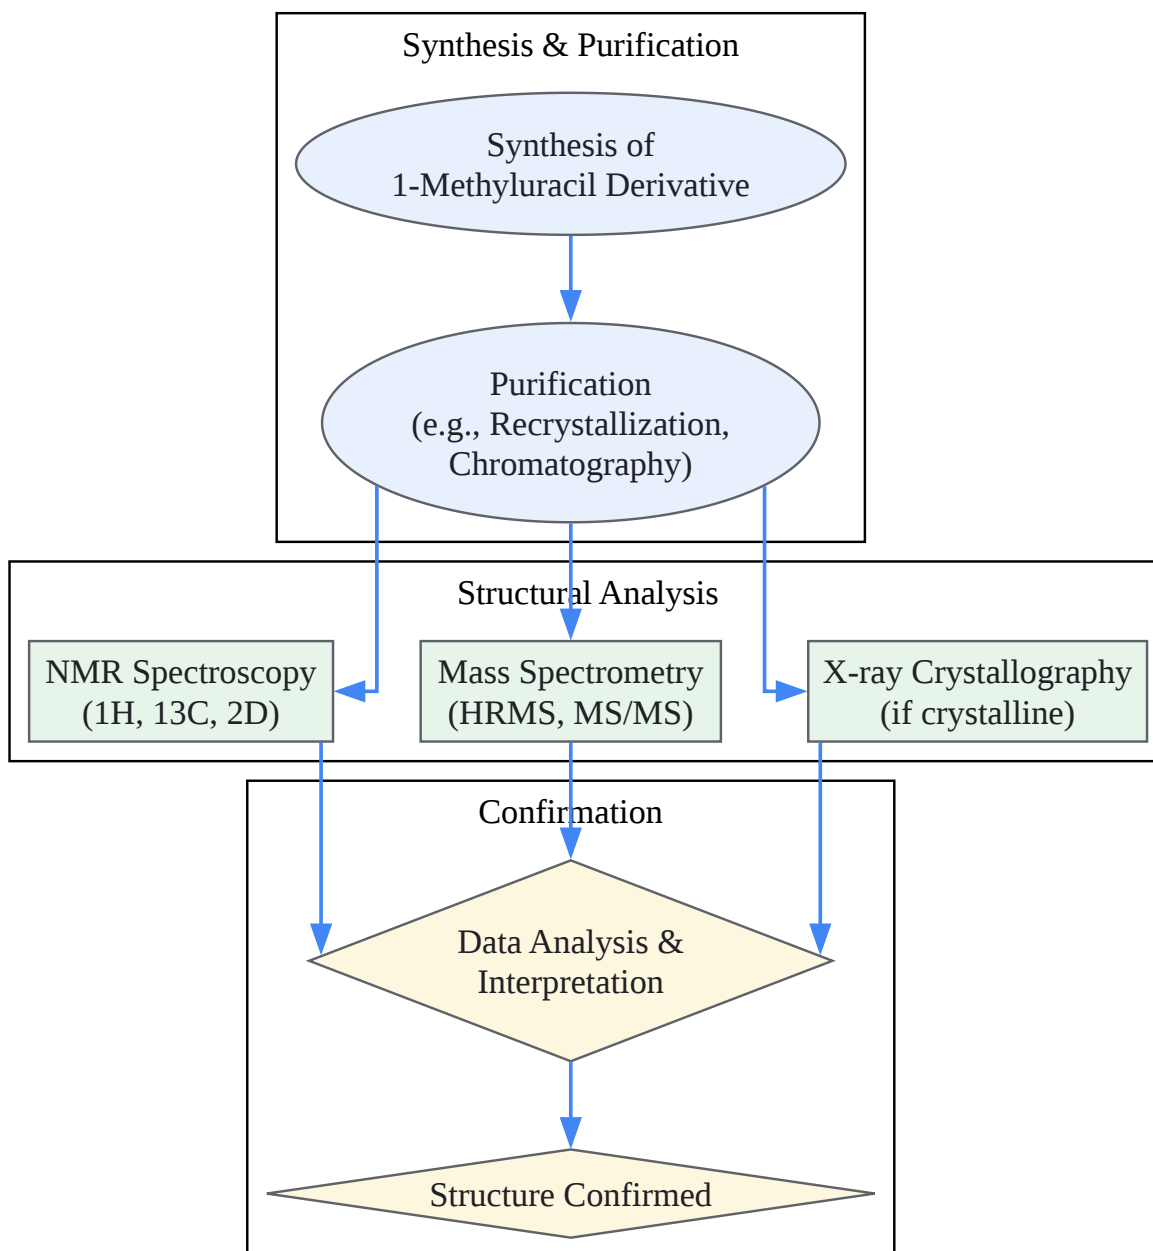 Synthesis & Purification
Synthesis of
1-Methyluracil Derivative
Purification
(e.g., Recrystallization,
Chromatography)
Structural Analysis
NMR Spectroscopy
(1H, 13C, 2D)
Mass Spectrometry
(HRMS, MS/MS)
X-ray Crystallography
(if crystalline)
Confirmation
Data Analysis &
Interpretation
Structure Confirmed